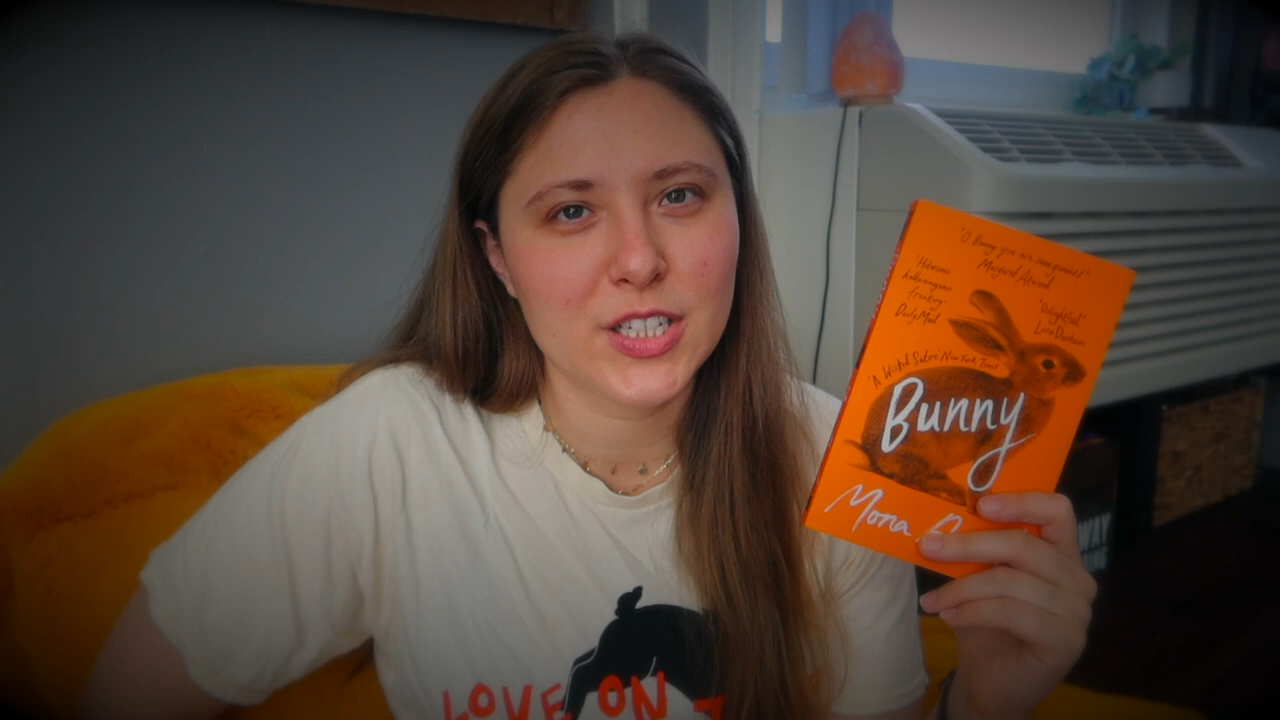 'O Bunny you are one genius!'
Margaret Atwood
'Hilarious
freaky'
Daily Mail
'Delightful'
Lena Dunham
'A Wicked Satire' New York Times
Bunny
Mona
LOVE ON
WAY